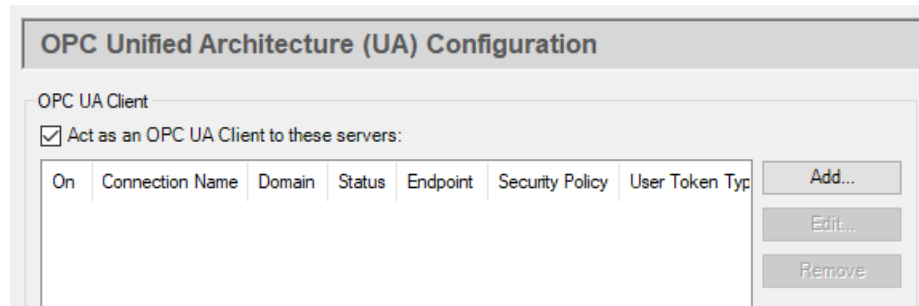 OPC Unified Architecture (UA) Configuration
OPC UA Client
Act as an OPC UA Client to these servers:
On Connection Name Domain Status Endpoint Security Policy User Token Typ
Add...
Edit...
Remove